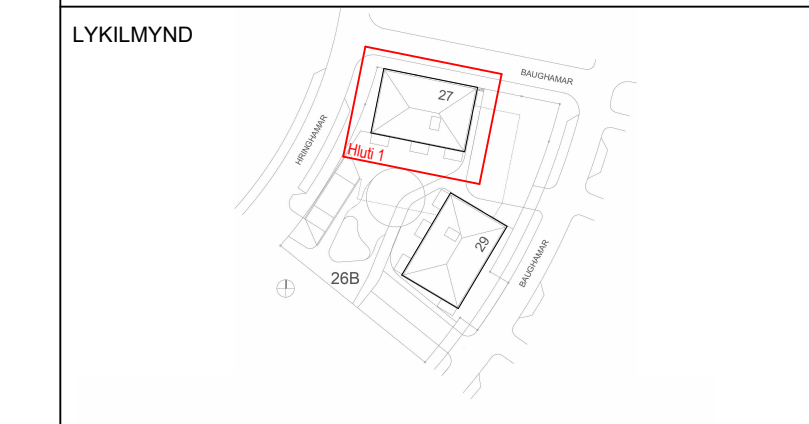 LYKILMYND
BAUGHAMAR
27
HRINGHAMAR
Hluti 1
29
BAUGHAMAR
26B